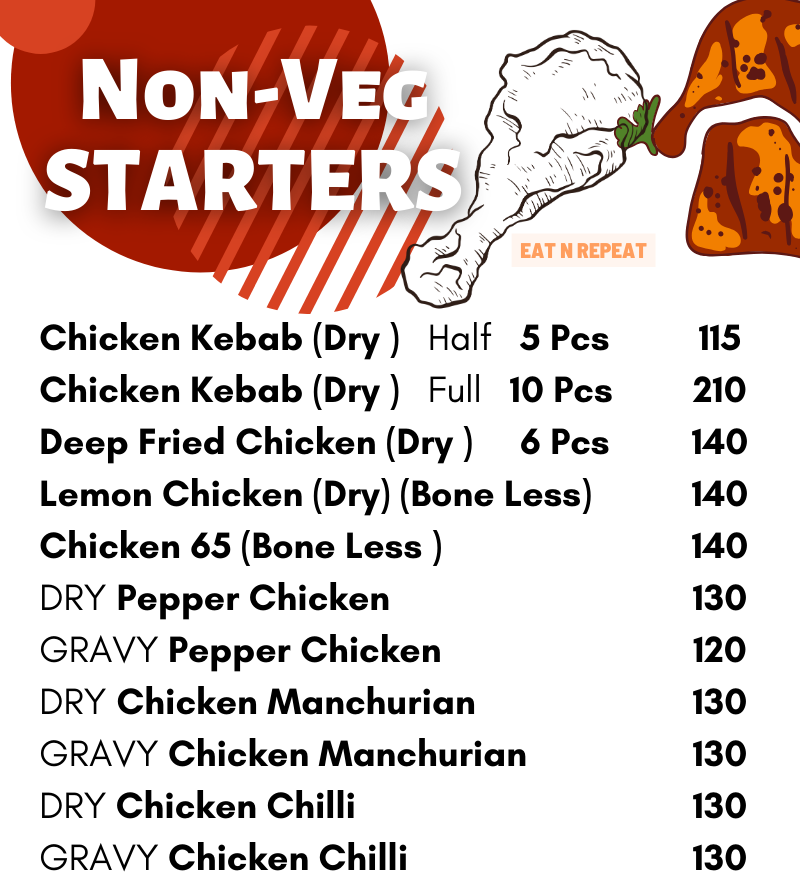 Non-Veg
STARTERS
EAT N REPEAT
Chicken Kebab (Dry ) Half 5 Pcs 115
Chicken Kebab (Dry ) Full 10 Pcs 210
Deep Fried Chicken (Dry ) 6 Pcs 140
Lemon Chicken (Dry) (Bone Less) 140
Chicken 65 (Bone Less ) 140
DRY Pepper Chicken 130
GRAVY Pepper Chicken 120
DRY Chicken Manchurian 130
GRAVY Chicken Manchurian 130
DRY Chicken Chilli 130
GRAVY Chicken Chilli 130